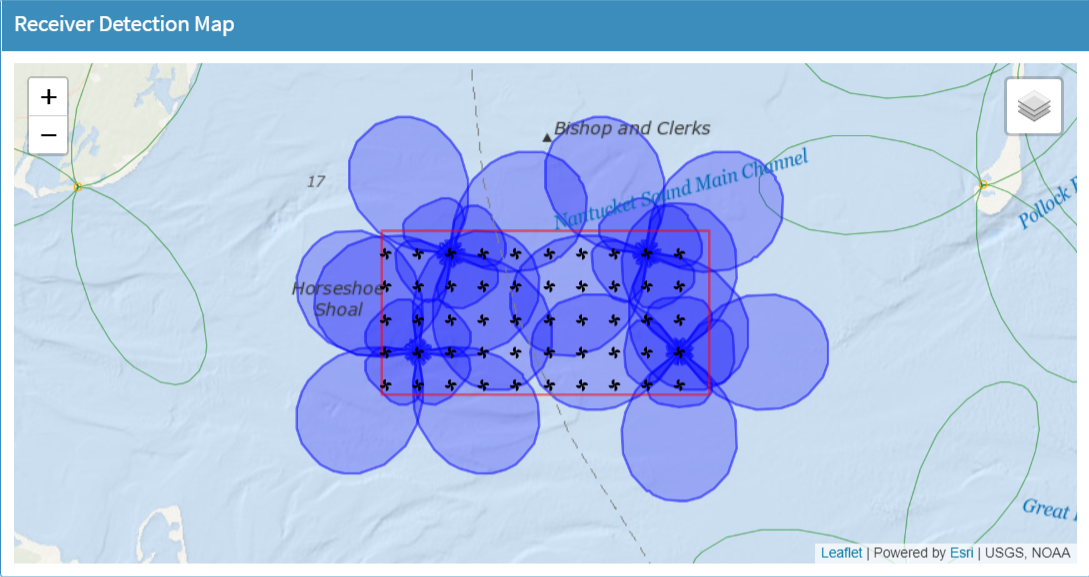 Receiver Detection Map
+
−
Bishop and Clerks
17
Nantucket Sound Main Channel
Pollock
Horseshoe
Shoal
Great
Leaflet | Powered by Esri | USGS, NOAA